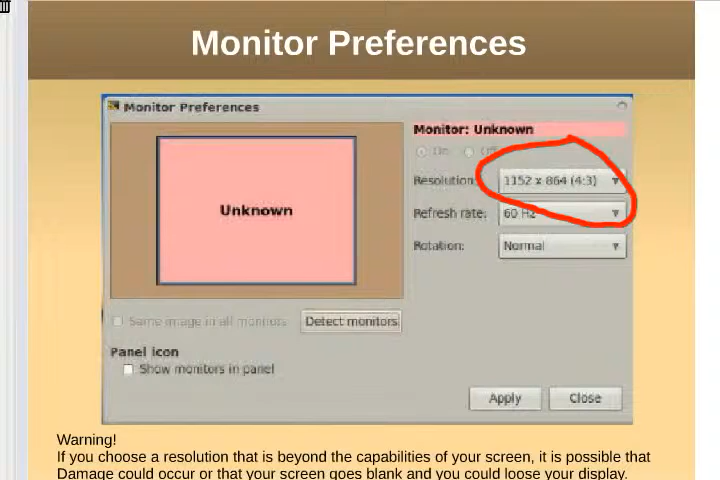 Monitor Preferences
Monitor Preferences
Monitor: Unknown
On Off
Resolution: 1152 x 864 (4:3)
Unknown
Refresh rate: 60 Hz
Rotation: Normal
Same image in all monitors Detect monitors
Panel icon
Show monitors in panel
Apply Close
Warning!
If you choose a resolution that is beyond the capabilities of your screen, it is possible that
Damage could occur or that your screen goes blank and you could loose your display.